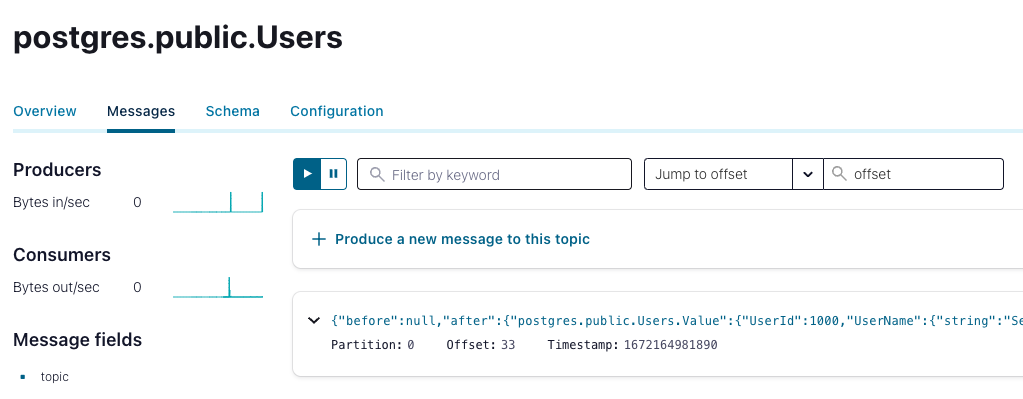 postgres.public.Users
Overview Messages Schema Configuration
Producers
Bytes in/sec 0
Consumers
Bytes out/sec 0
Message fields
topic
Filter by keyword Jump to offset offset
Produce a new message to this topic
{"before":null,"after":{"postgres.public.Users.Value":{"UserId":1000,"UserName":{"string":"Se
Partition: 0 Offset: 33 Timestamp: 1672164981890